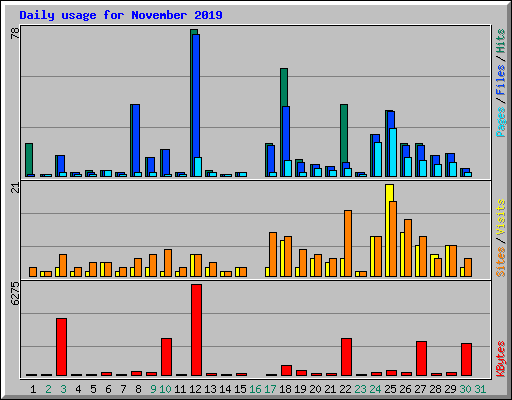 Daily usage for November 2019
78
Pages / Files / Hits
21
Sites / Visits
6275
KBytes
1 2 3 4 5 6 7 8 9 10 11 12 13 14 15 16 17 18 19 20 21 22 23 24 25 26 27 28 29 30 31